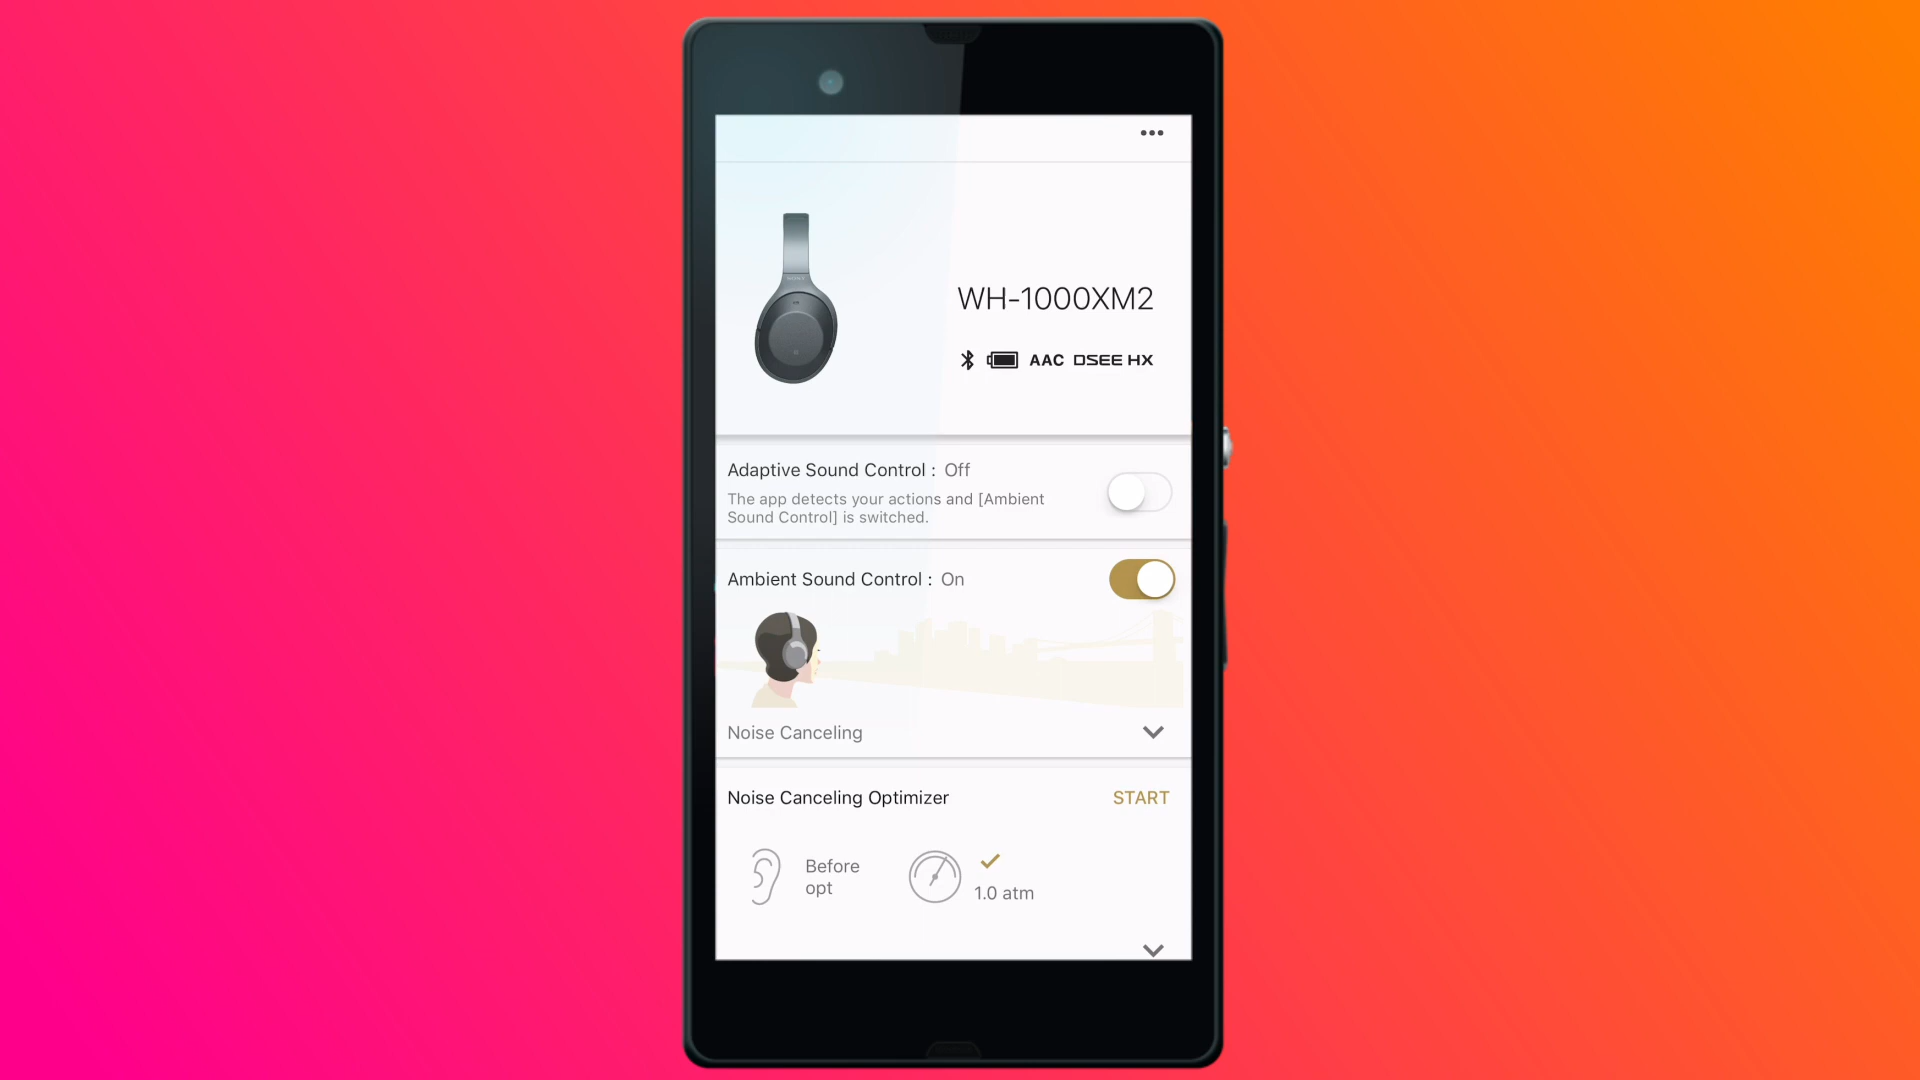 WH-1000XM2
AAC DSEE HX
Adaptive Sound Control : Off
The app detects your actions and [Ambient
Sound Control] is switched.
Ambient Sound Control : On
Noise Canceling
Noise Canceling Optimizer START
Before
opt
1.0 atm